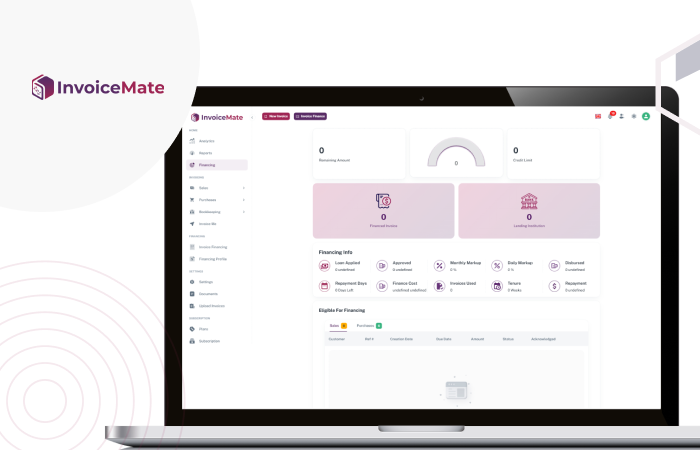 InvoiceMate
InvoiceMate
New Invoice
Invoice Finance
HOME
Analytics
Reports
Financing
Sales
Purchases
Bookkeeping
Invoice Me
FINANCING
Invoice Financing
Financing Profile
SETTINGS
Settings
Documents
Upload Invoices
Plans
Subscription
0
Remaining Amount
0
0
Credit Limit
0
Financed Invoice
0
Lending Institution
Financing Info
Loan Applied
0 undefined
Approved
0 undefined
Monthly Markup
0 %
Daily Markup
0 %
Disbursed
0 undefined
Repayment Days
0 Days Left
Finance Cost
undefined undefined
Invoices Used
0
Tenure
0 Weeks
Repayment
0 undefined
Eligible For Financing
Sales 0 Purchases 0
Customer Ref # Creation Date Due Date Amount Status Acknowledged